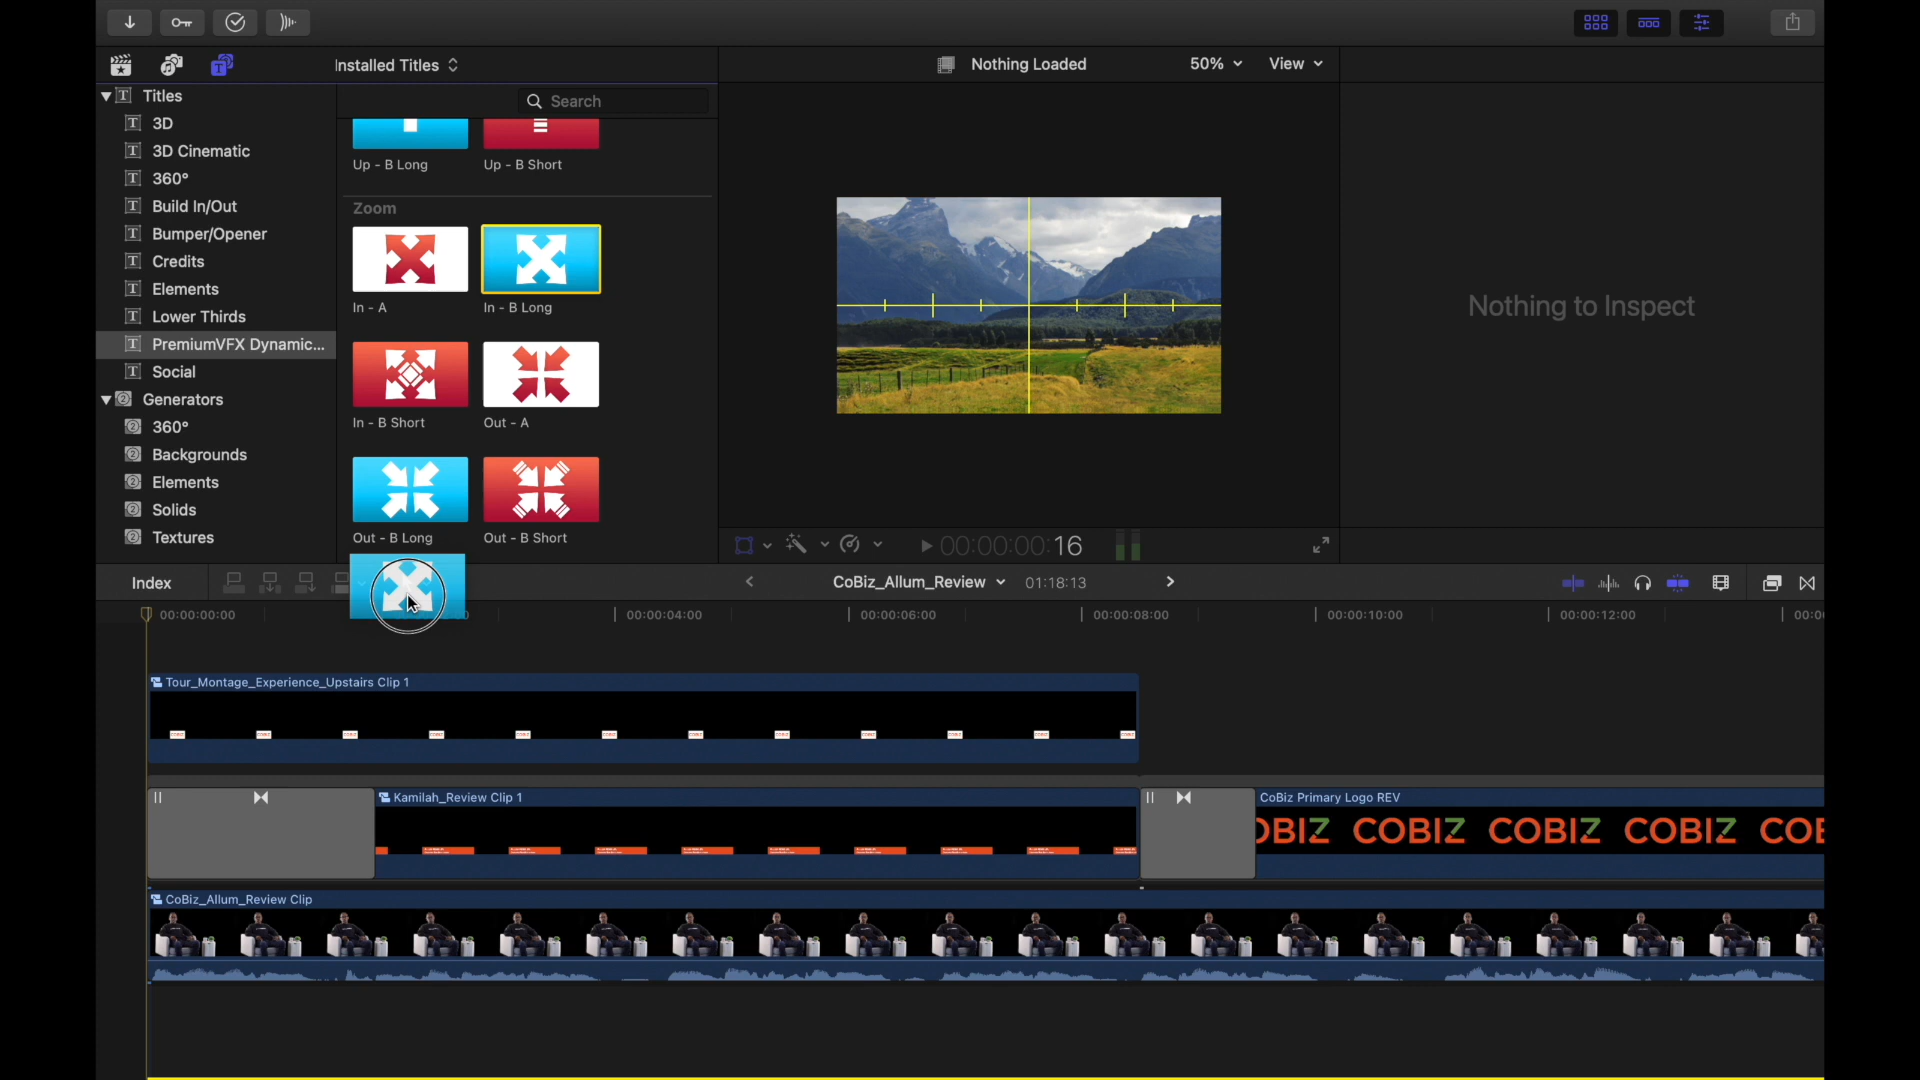 Installed Titles
Nothing Loaded
50%
View
Titles
Search
3D
3D Cinematic
360°
Build In/Out
Bumper/Opener
Credits
Elements
Lower Thirds
PremiumVFX Dynamic...
Social
Generators
360°
Backgrounds
Elements
Solids
Textures
Up - B Long
Up - B Short
Zoom
In - A
In - B Long
In - B Short
Out - A
Out - B Long
Out - B Short
Nothing to Inspect
00:00:00:16
Index
CoBiz_Allum_Review
01:18:13
00:00:00:00
00:00:04:00
00:00:06:00
00:00:08:00
00:00:10:00
00:00:12:00
00:00
Tour_Montage_Experience_Upstairs Clip 1
Kamilah_Review Clip 1
CoBiz Primary Logo REV
OBIZ COBIZ COBIZ COBIZ COB
CoBiz_Allum_Review Clip